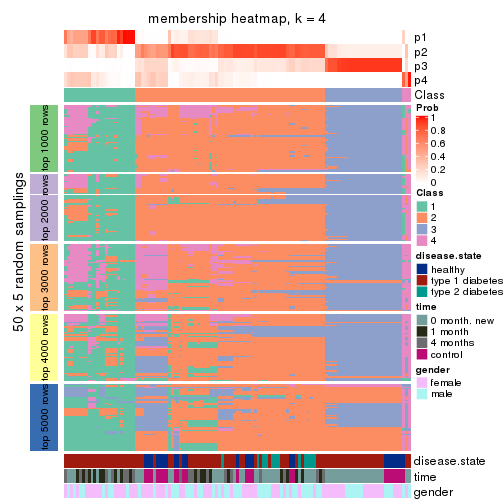 membership heatmap, k = 4
p1
p2
p3
p4
Class
Prob
1
0.8
0.6
0.4
0.2
0
Class
1
2
3
4
disease.state
healthy
type 1 diabetes
type 2 diabetes
time
0 month. new
1 month
4 months
control
gender
female
male
50 x 5 random samplings
top 1000 rows
top 2000 rows
top 3000 rows
top 4000 rows
top 5000 rows
disease.state
time
gender